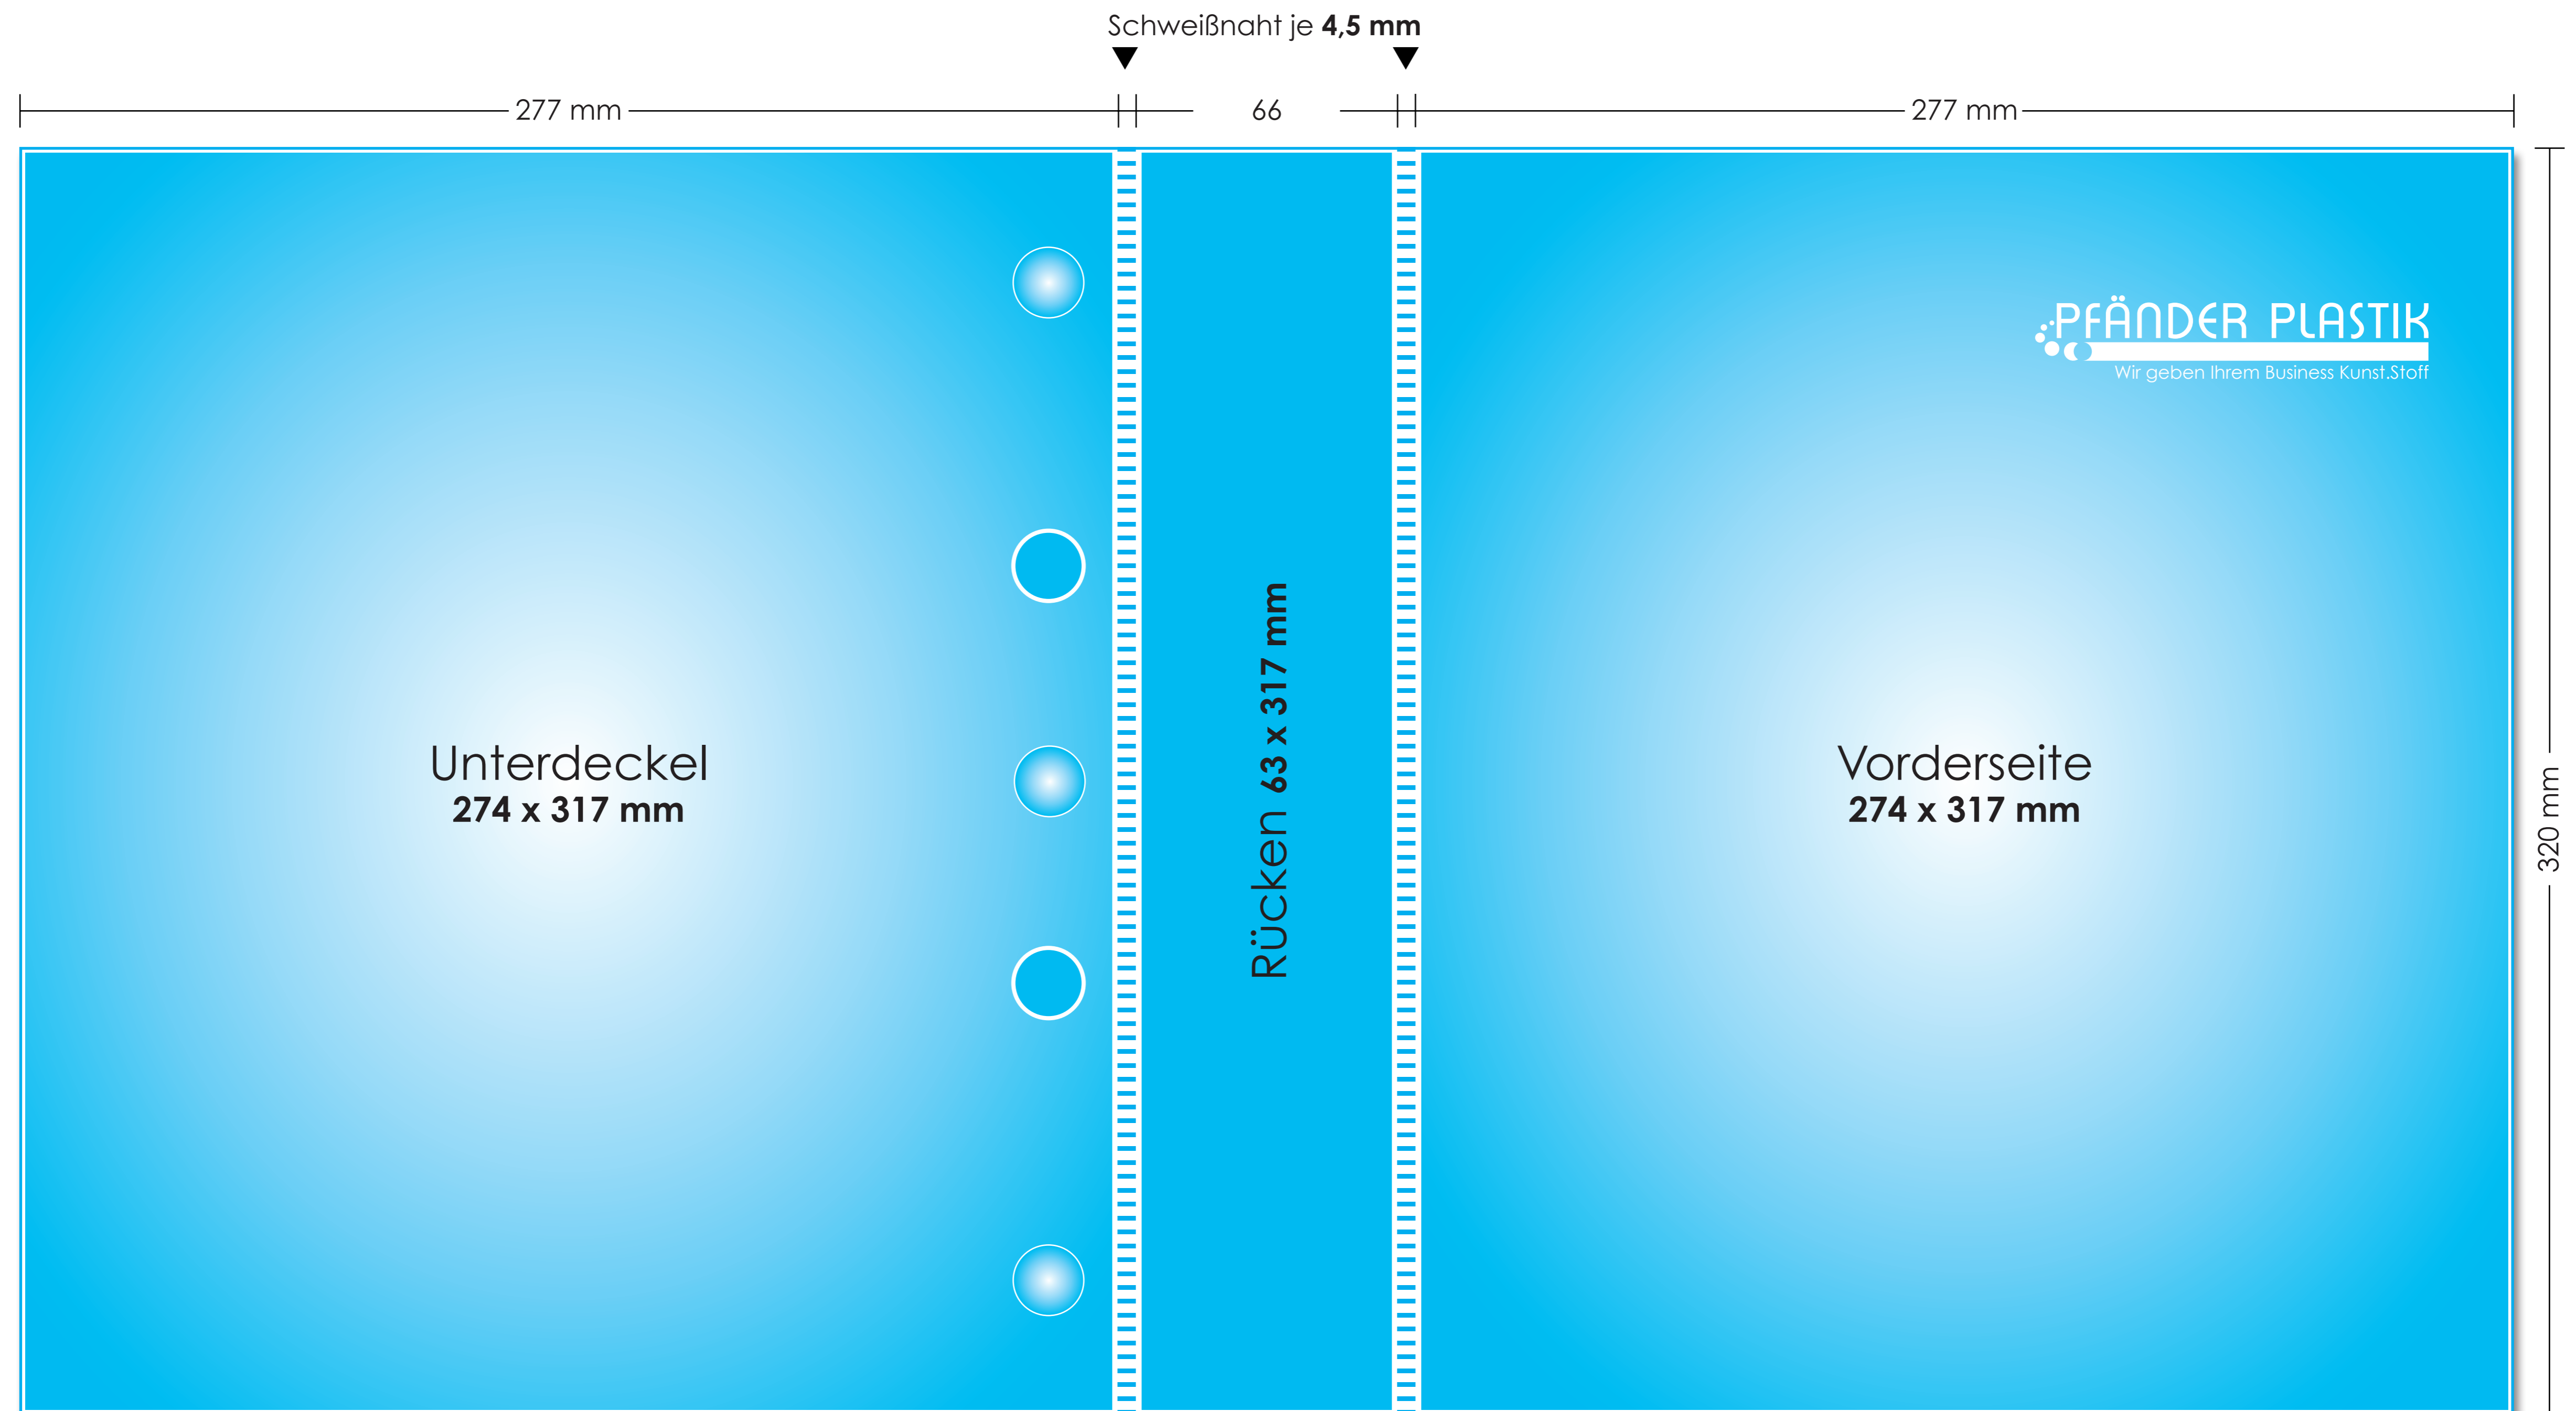 Schweißnaht je 4,5 mm
277 mm
66
277 mm
PFÄNDER PLASTIK
Wir geben Ihrem Business Kunst.Stoff
Unterdeckel
274 x 317 mm
Rücken 63 x 317 mm
Vorderseite
274 x 317 mm
320 mm